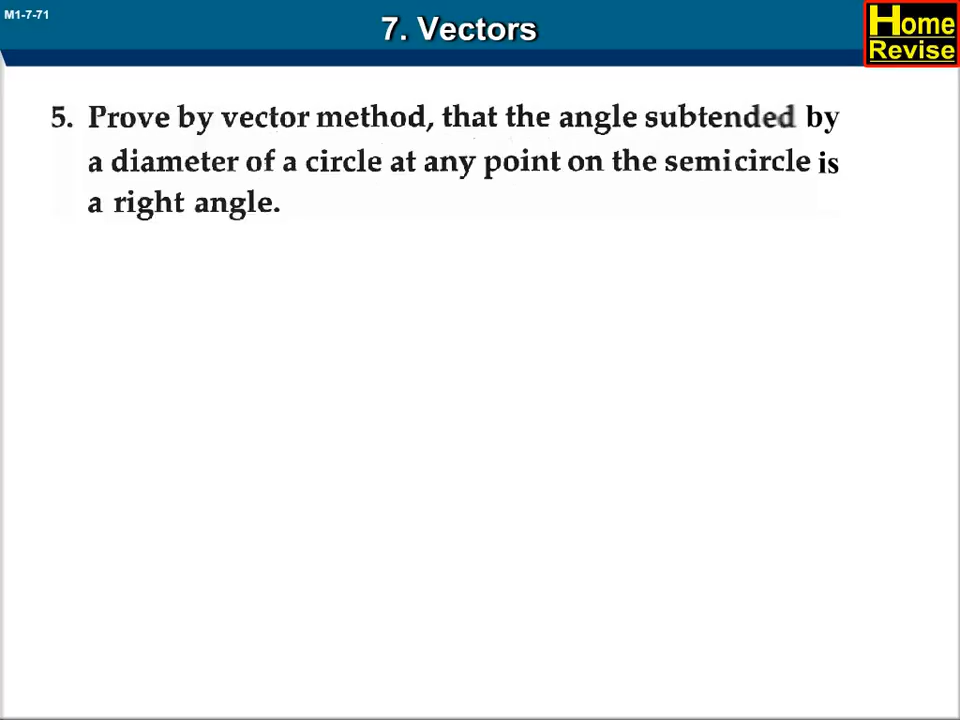 M1-7-71
7. Vectors
Home
Revise
5. Prove by vector method, that the angle subtended by
a diameter of a circle at any point on the semicircle is
a right angle.